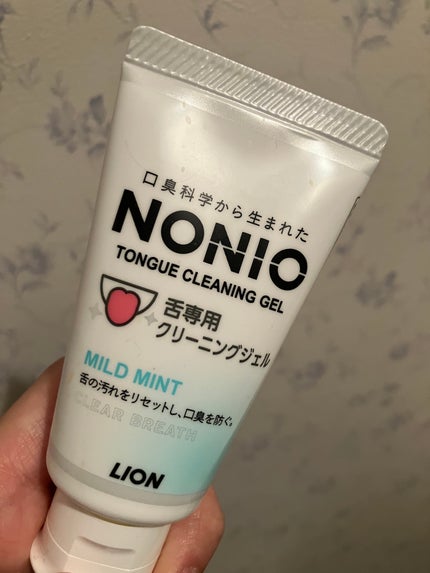 口臭科学から生まれた
NONIO
TONGUE CLEANING GEL
舌専用
クリーニングジェル
MILD MINT
舌の汚れをリセットし、口臭を防ぐ。
CLEAR BREATH
LION